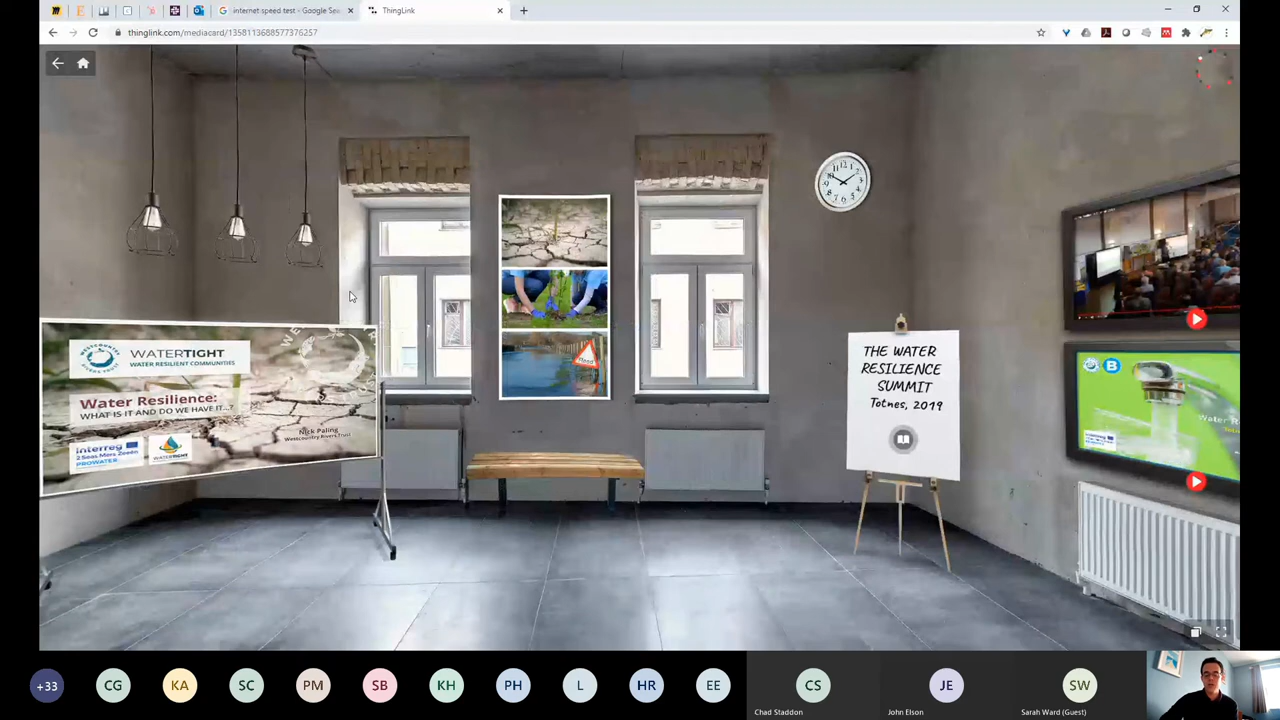 internet speed test - Google Sea
ThingLink
thinglink.com/mediacard/1358113688577376257
WATERTIGHT
WATER RESILIENT COMMUNITIES
Water Resilience:
WHAT IS IT AND DO WE HAVE IT...?
Nick Paling
Westcountry Rivers Trust
Interreg
2 Seas Mers Zeeën
PROWATER
WATERTIGHT
flood
THE WATER
RESILIENCE
SUMMIT
Totnes, 2019
B
+33
CG
KA
SC
PM
SB
KH
PH
L
HR
EE
CS
Chad Staddon
JE
John Elson
SW
Sarah Ward (Guest)